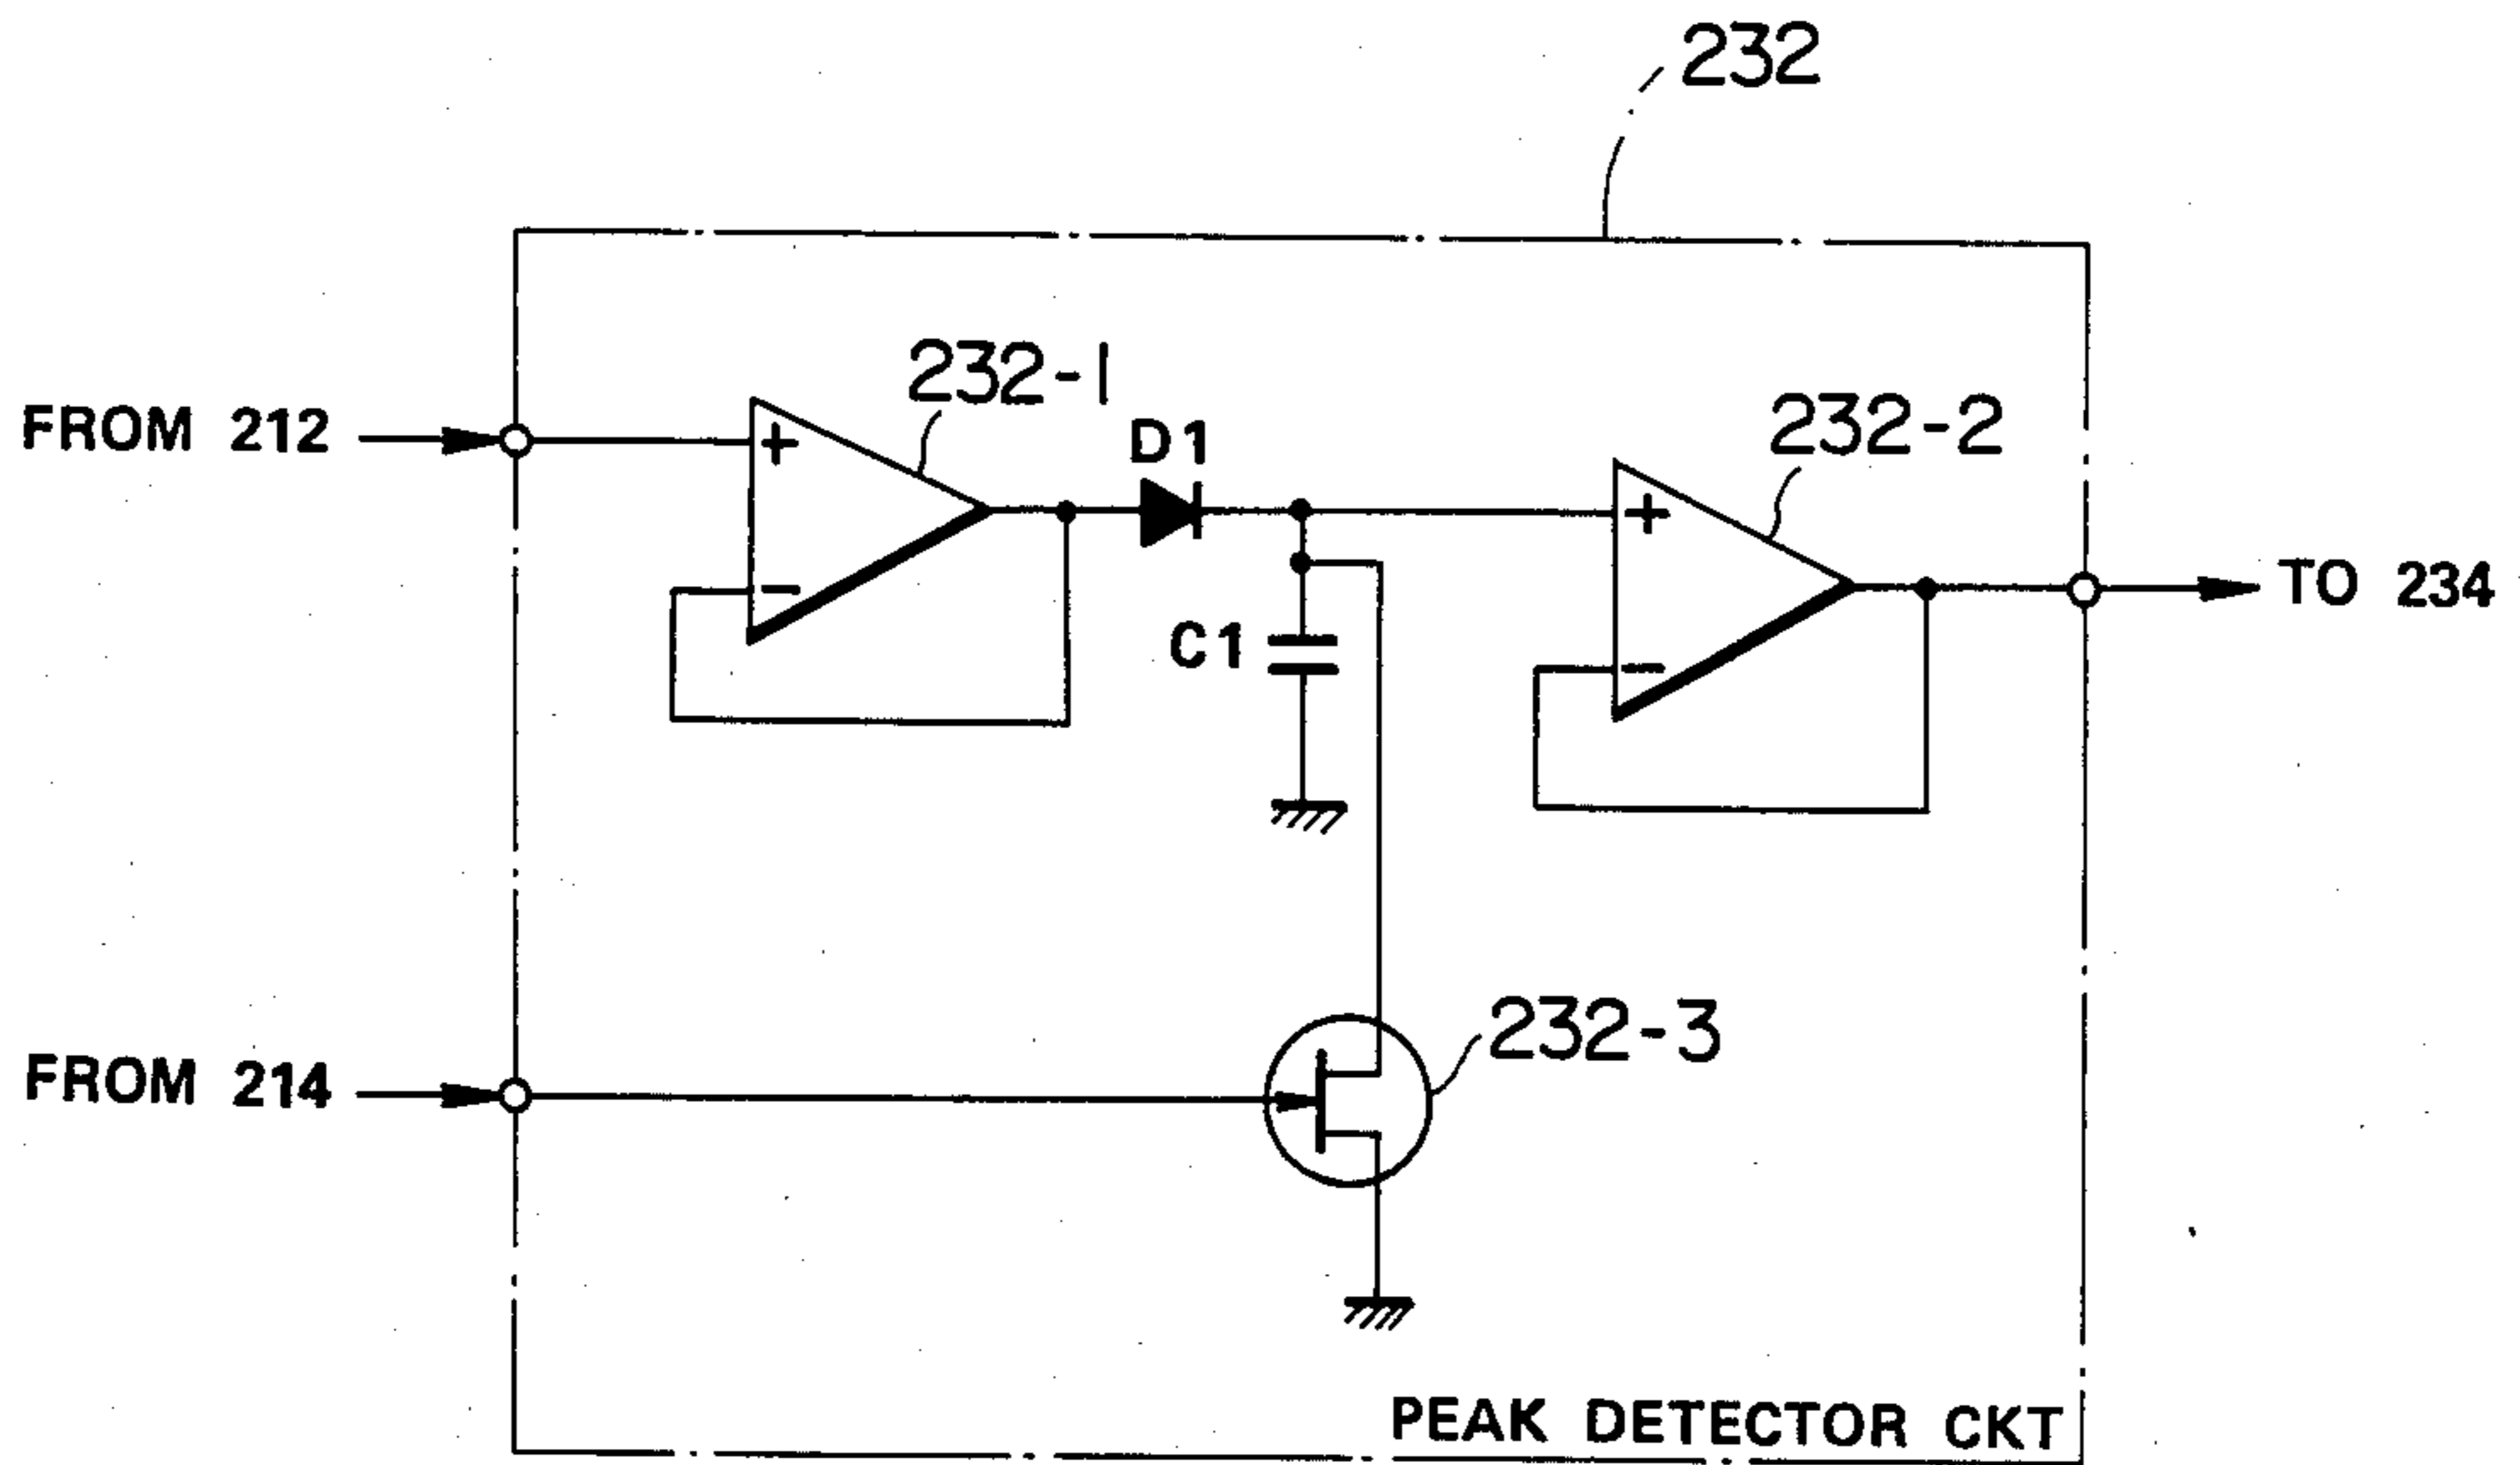 232
232-1
FROM 212
+
D1
232-2
+
−
TO 234
C1
−
232-3
FROM 214
PEAK DETECTOR CKT